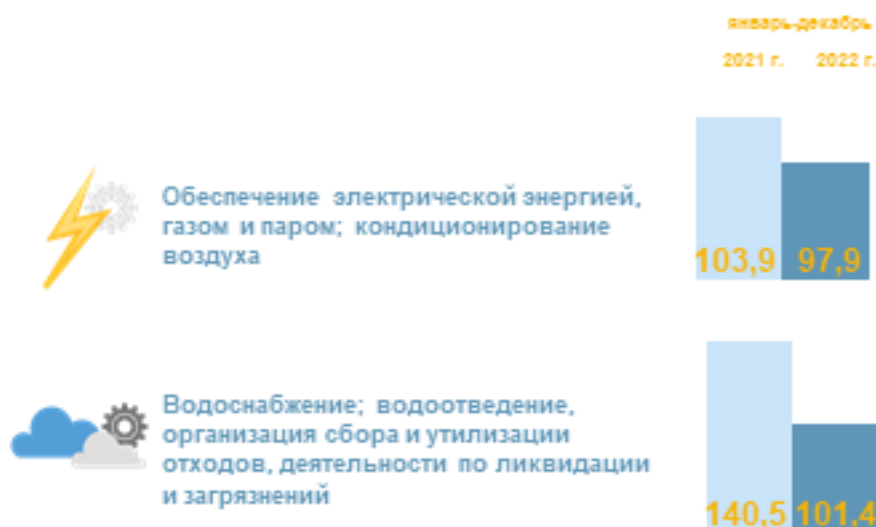 январь-декабрь
2021 г. 2022 г.
Обеспечение электрической энергией,
газом и паром; кондиционирование
воздуха
103,9 97,9
Водоснабжение; водоотведение,
организация сбора и утилизации
отходов, деятельности по ликвидации
и загрязнений
140,5 101,4